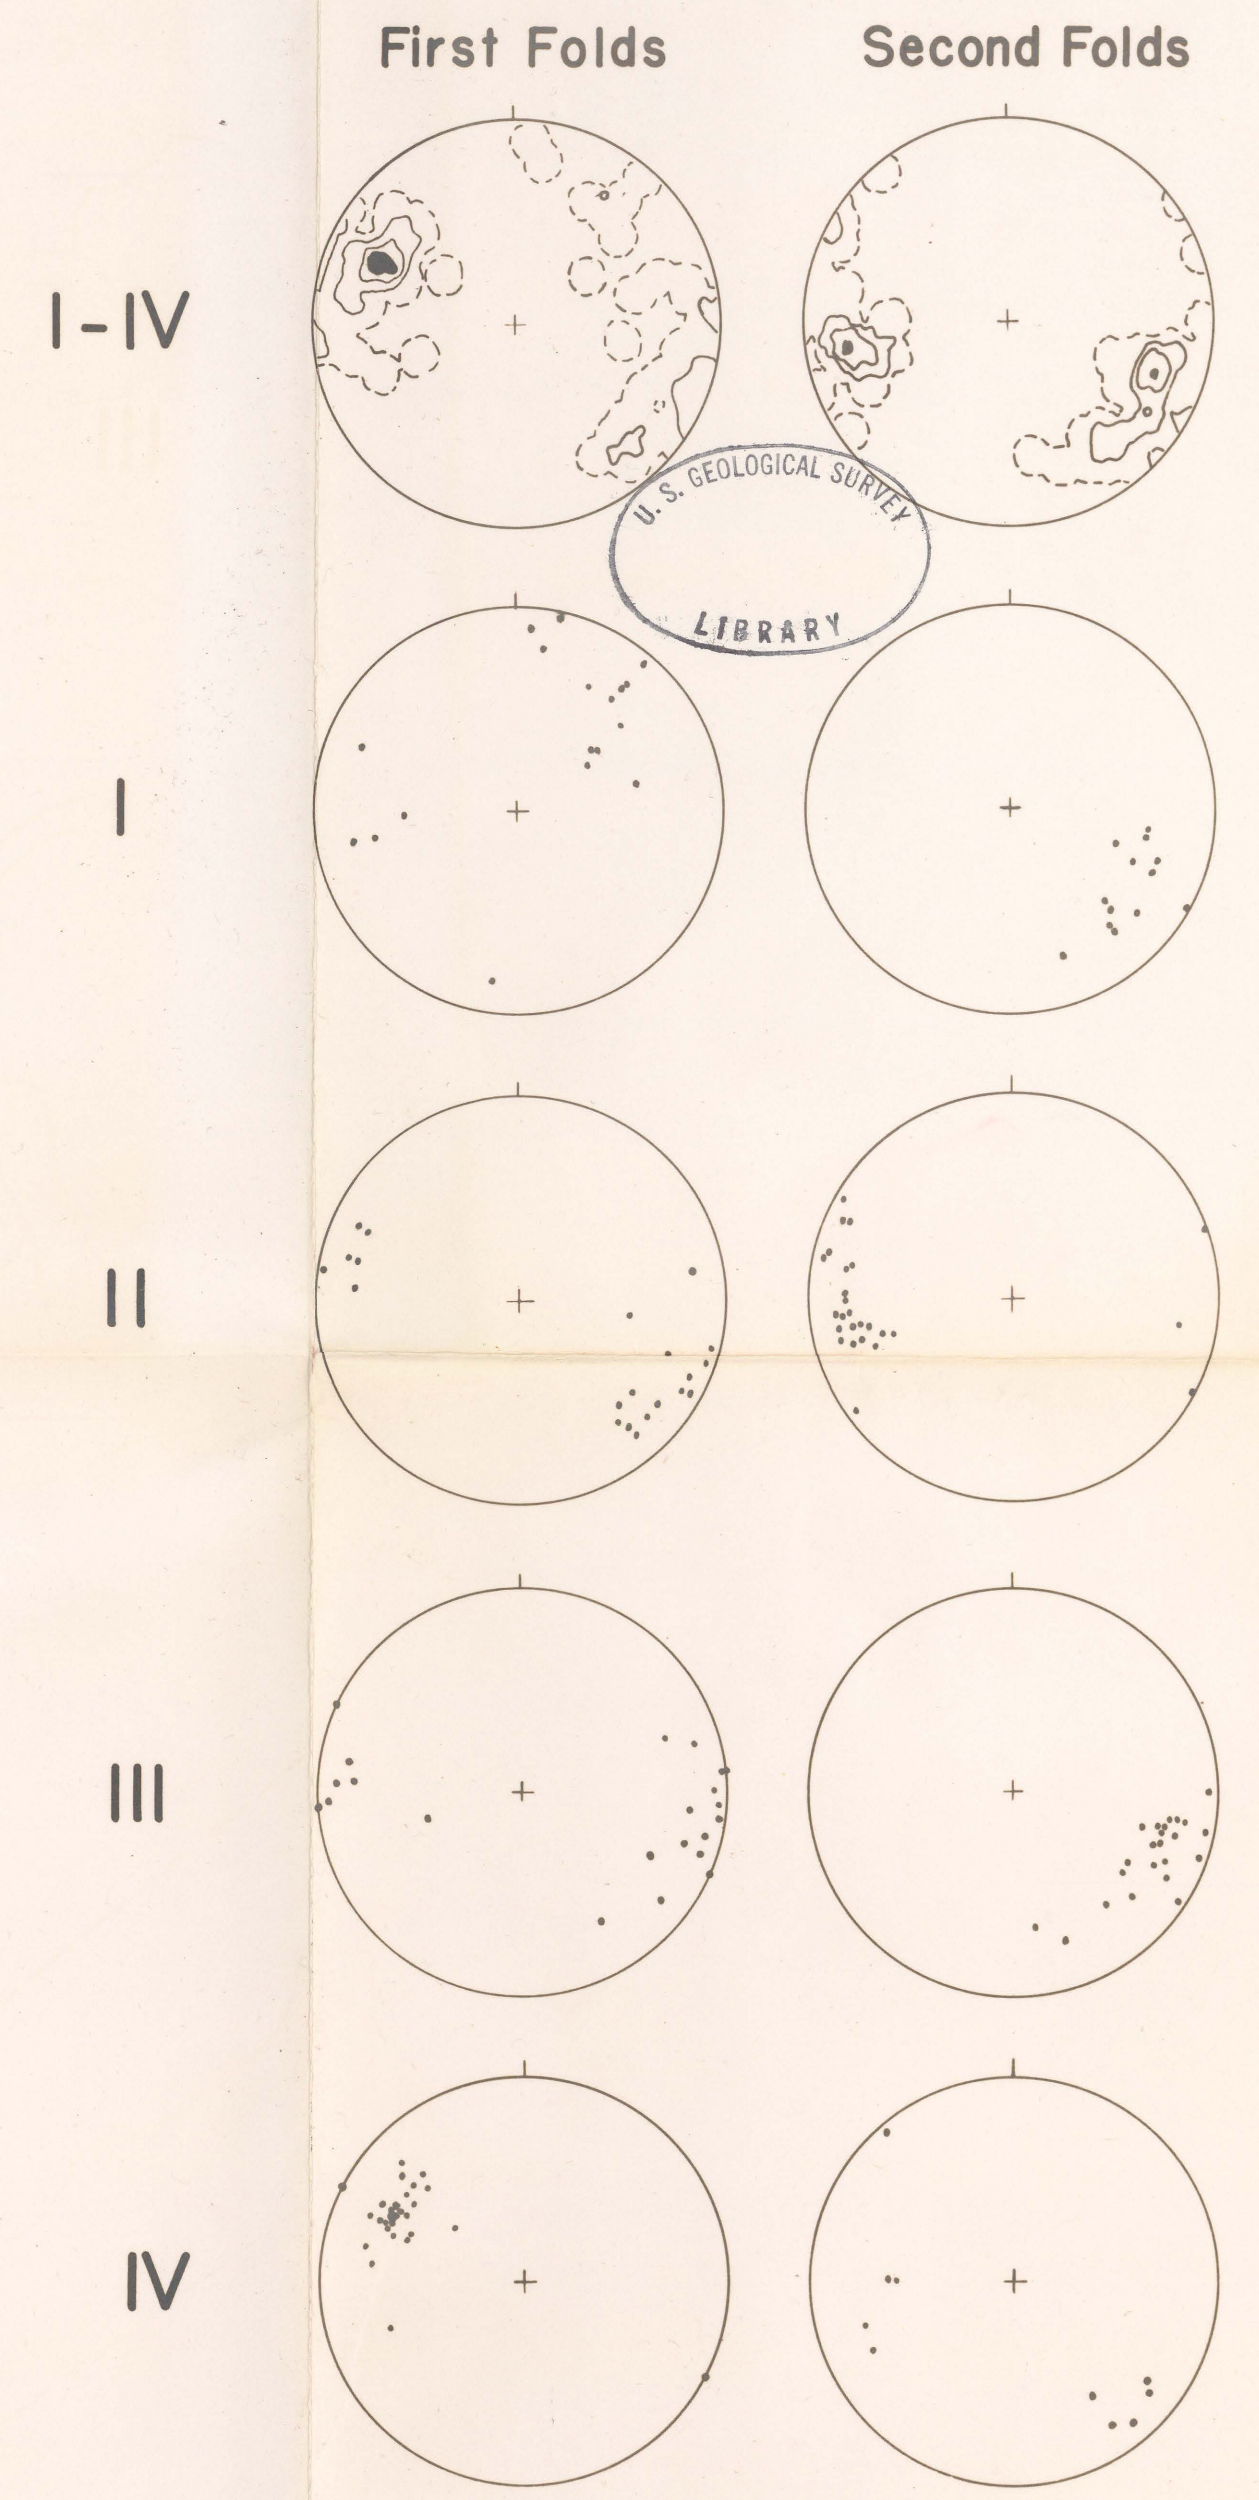 First Folds
Second Folds
I-IV
U. S. GEOLOGICAL SURVEY
LIBRARY
I
II
III
IV